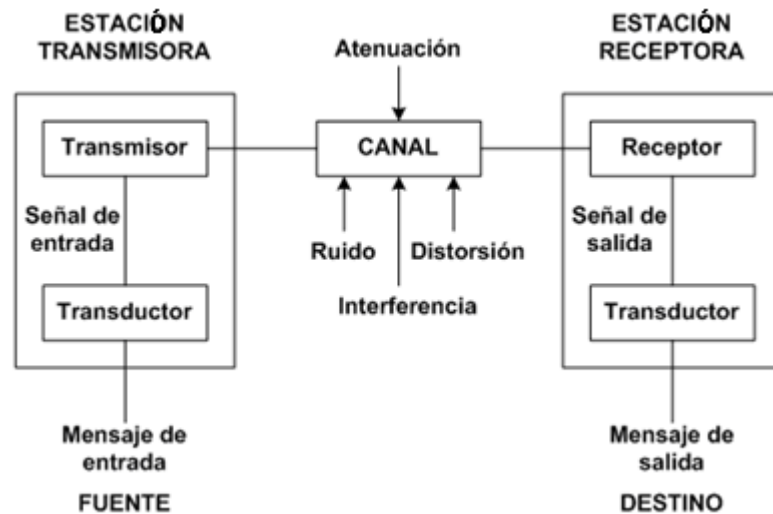 ESTACIÓN
TRANSMISORA
Atenuación
ESTACIÓN
RECEPTORA
Transmisor
CANAL
Receptor
Señal de
entrada
Ruido
Distorsión
Interferencia
Señal de
salida
Transductor
Transductor
Mensaje de
entrada
Mensaje de
salida
FUENTE
DESTINO